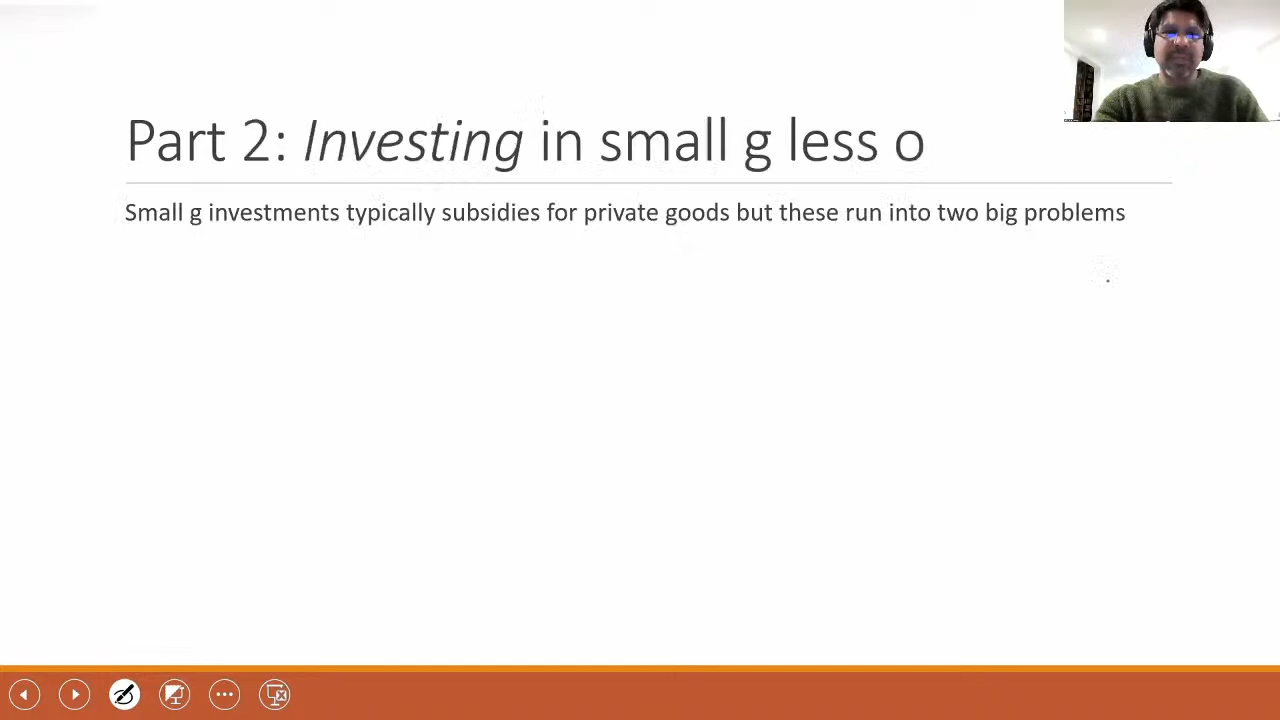 Part 2: Investing in small g less o
Small g investments typically subsidies for private goods but these run into two big problems